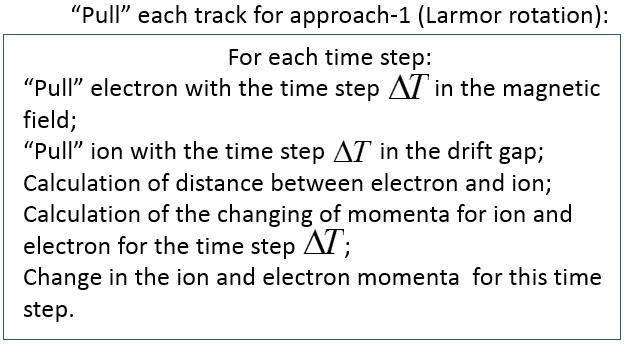 “Pull” each track for approach-1 (Larmor rotation):
For each time step:
“Pull” electron with the time step ΔT in the magnetic
field;
“Pull” ion with the time step ΔT in the drift gap;
Calculation of distance between electron and ion;
Calculation of the changing of momenta for ion and
electron for the time step ΔT;
Change in the ion and electron momenta  for this time
step.